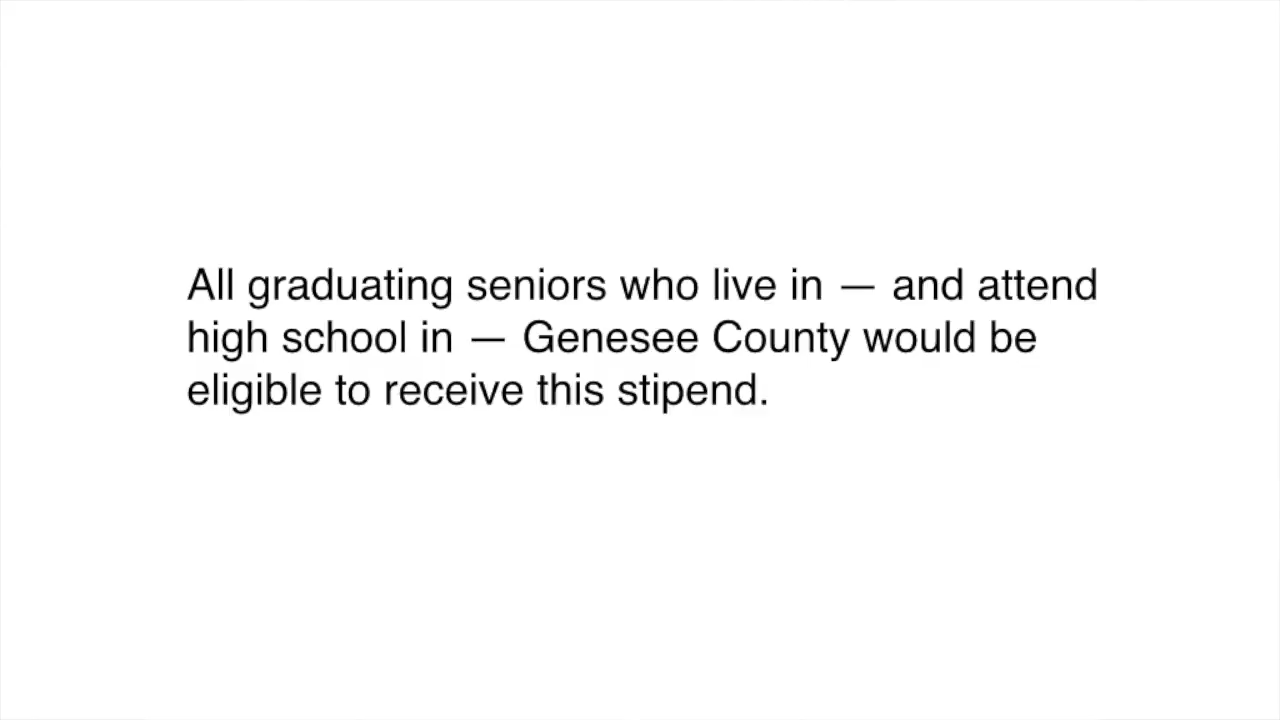 All graduating seniors who live in — and attend
high school in — Genesee County would be
eligible to receive this stipend.